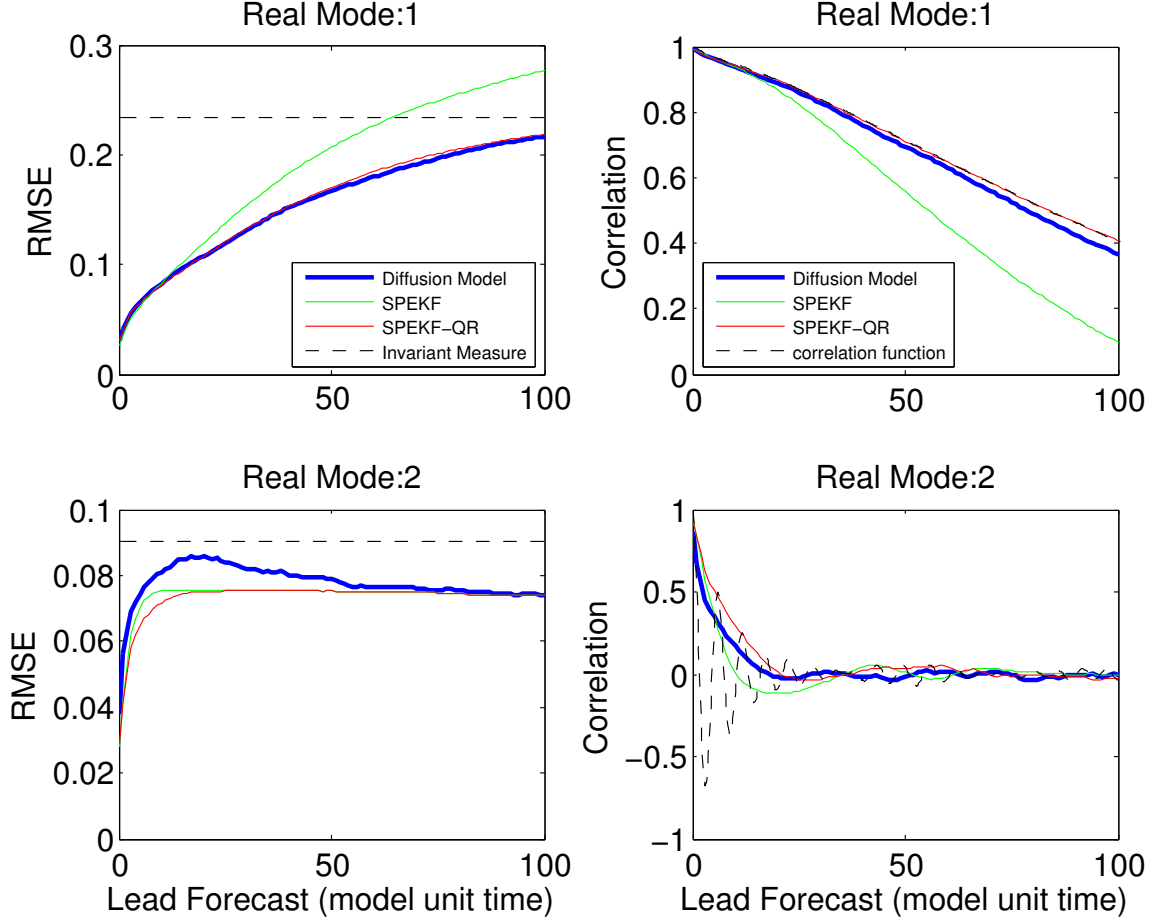 Real Mode:1
RMSE
0.3
0.2
0.1
0
0
50
100
Diffusion Model
SPEKF
SPEKF−QR
Invariant Measure
Real Mode:1
Correlation
1
0.8
0.6
0.4
0.2
0
0
50
100
Diffusion Model
SPEKF
SPEKF−QR
correlation function
Real Mode:2
RMSE
0.1
0.08
0.06
0.04
0.02
0
0
50
100
Lead Forecast (model unit time)
Real Mode:2
Correlation
1
0.5
0
−0.5
−1
0
50
100
Lead Forecast (model unit time)